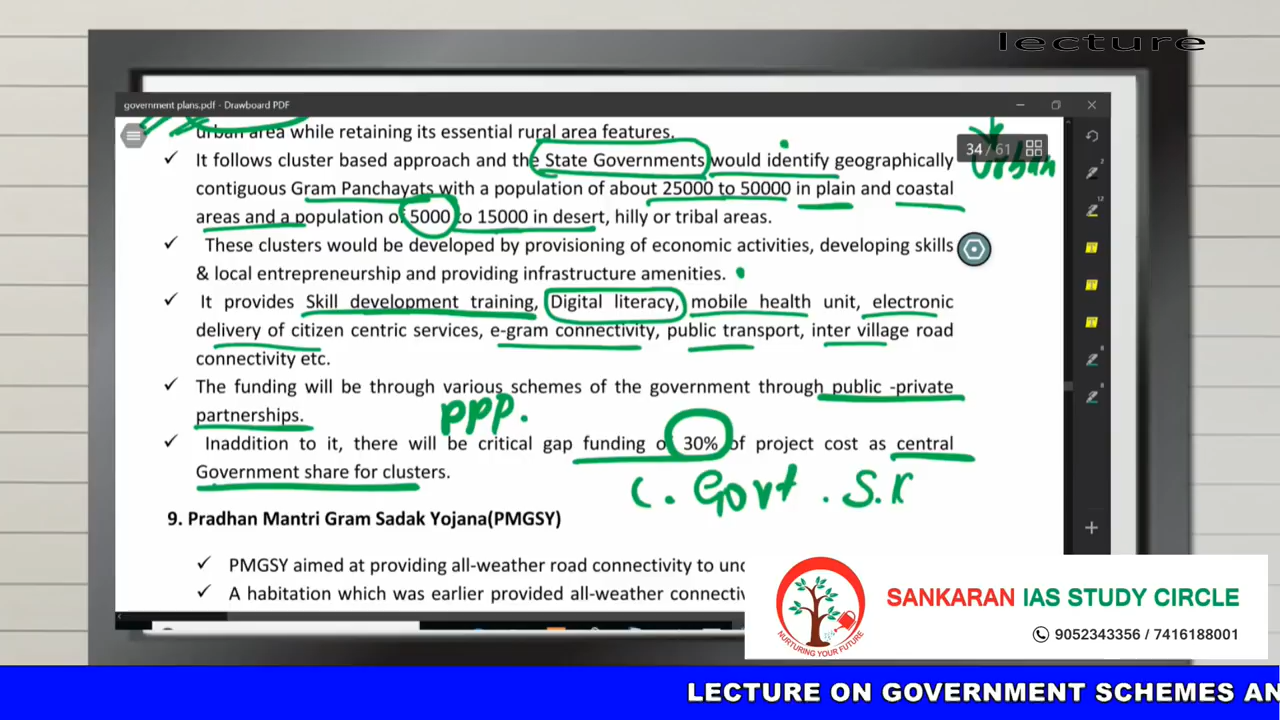 lecture
government plans.pdf - Drawboard PDF
urban area while retaining its essential rural area features.
34 / 61
urban
✓ It follows cluster based approach and the State Governments would identify geographically
contiguous Gram Panchayats with a population of about 25000 to 50000 in plain and coastal
areas and a population of 5000 to 15000 in desert, hilly or tribal areas.
✓ These clusters would be developed by provisioning of economic activities, developing skills
& local entrepreneurship and providing infrastructure amenities.
✓ It provides Skill development training, Digital literacy, mobile health unit, electronic
delivery of citizen centric services, e-gram connectivity, public transport, inter village road
connectivity etc.
✓ The funding will be through various schemes of the government through public -private
partnerships.
PPP.
✓ Inaddition to it, there will be critical gap funding of 30% of project cost as central
Government share for clusters.
C. Govt. S.
9. Pradhan Mantri Gram Sadak Yojana(PMGSY)
✓ PMGSY aimed at providing all-weather road connectivity to
✓ A habitation which was earlier provided all-weather
NURTURING YOUR FUTURE
SANKARAN IAS STUDY CIRCLE
9052343356 / 7416188001
LECTURE ON GOVERNMENT SCHEMES AN